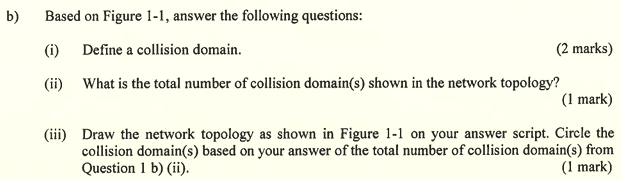 b) Based on Figure 1-1, answer the following questions:
(i) Define a collision domain. (2 marks)
(ii) What is the total number of collision domain(s) shown in the network topology?
(1 mark)
(iii) Draw the network topology as shown in Figure 1-1 on your answer script. Circle the
collision domain(s) based on your answer of the total number of collision domain(s) from
Question 1 b) (ii). (1 mark)